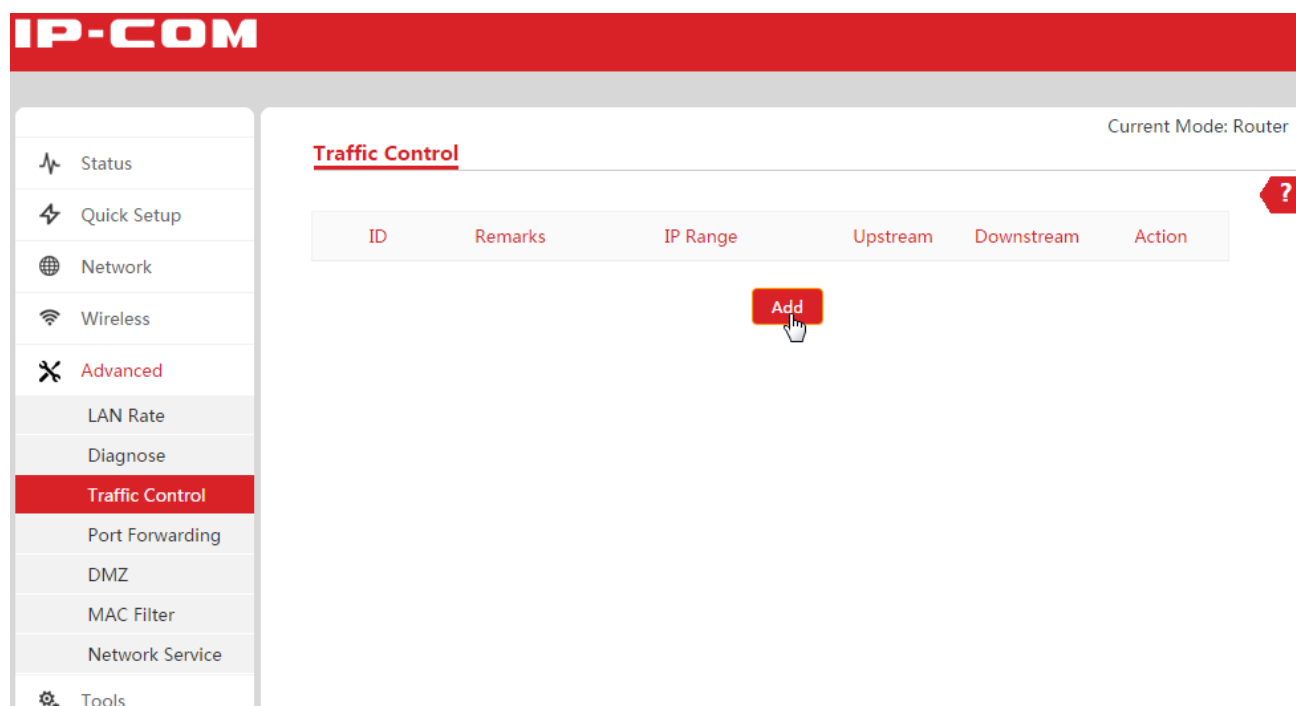 IP-COM
Current Mode: Router
Traffic Control
?
Status
Quick Setup
Network
Wireless
Advanced
LAN Rate
Diagnose
Traffic Control
Port Forwarding
DMZ
MAC Filter
Network Service
Tools
ID Remarks IP Range Upstream Downstream Action
Add